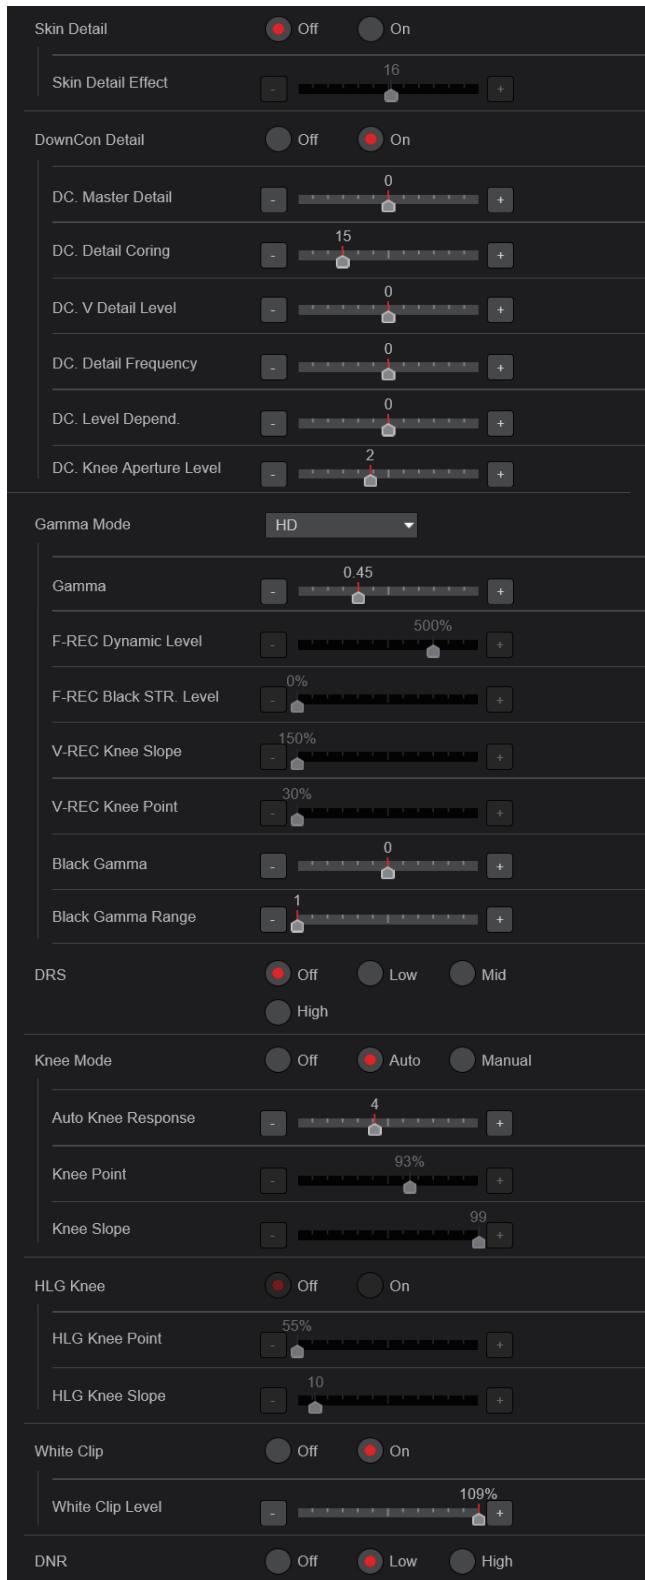 Skin Detail Off On
16
Skin Detail Effect - +
DownCon Detail Off On
0
DC. Master Detail - +
15
DC. Detail Coring - +
0
DC. V Detail Level - +
0
DC. Detail Frequency - +
0
DC. Level Depend. - +
2
DC. Knee Aperture Level - +
Gamma Mode HD
0.45
Gamma - +
500%
F-REC Dynamic Level - +
0%
F-REC Black STR. Level - +
150%
V-REC Knee Slope - +
30%
V-REC Knee Point - +
0
Black Gamma - +
1
Black Gamma Range - +
DRS Off Low Mid
High
Knee Mode Off Auto Manual
4
Auto Knee Response - +
93%
Knee Point - +
99
Knee Slope - +
HLG Knee Off On
55%
HLG Knee Point - +
10
HLG Knee Slope - +
White Clip Off On
109%
White Clip Level - +
DNR Off Low High